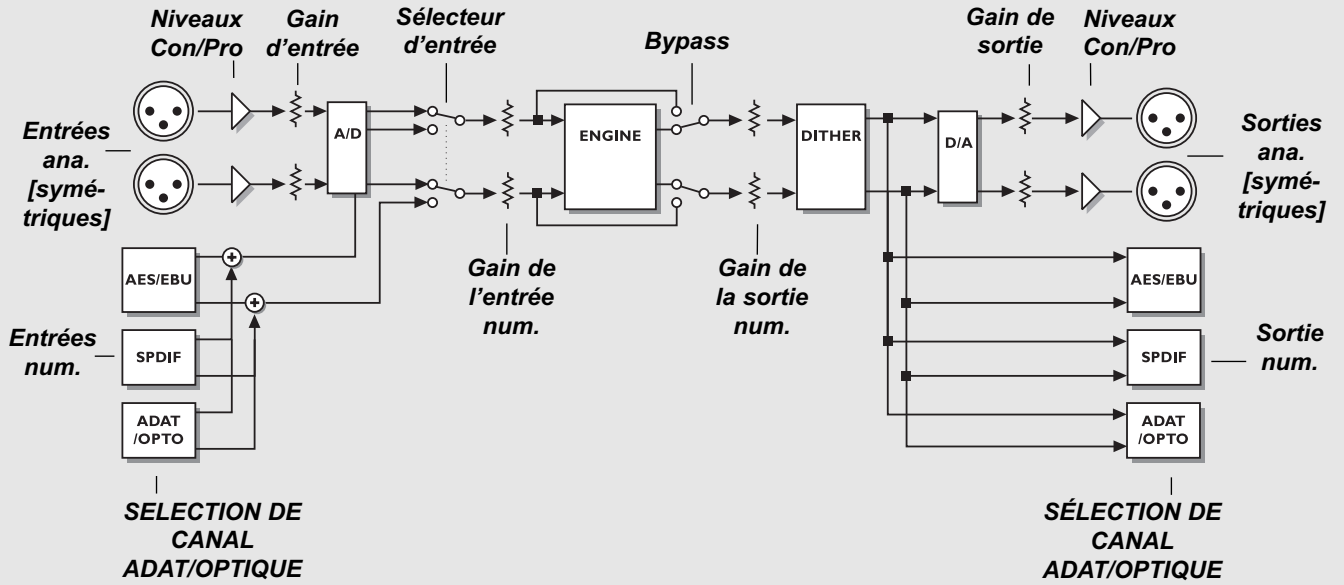 Niveaux
Con/Pro
Gain
d'entrée
Sélecteur
d'entrée
Bypass
Gain de
sortie
Niveaux
Con/Pro
Entrées
ana.
[symé-
triques]
A/D
ENGINE
DITHER
D/A
Sorties
ana.
[symé-
triques]
AES/EBU
Gain de
l'entrée
num.
Gain de
la sortie
num.
AES/EBU
Entrées
num.
SPDIF
SPDIF
Sortie
num.
ADAT
/OPTO
ADAT
/OPTO
SELECTION DE
CANAL
ADAT/OPTIQUE
SÉLECTION DE
CANAL
ADAT/OPTIQUE